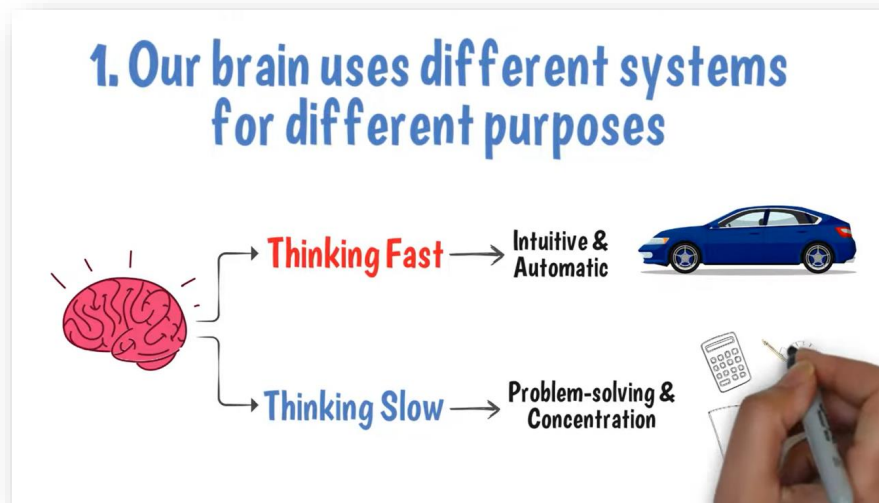 1. Our brain uses different systems
for different purposes
Thinking Fast
Intuitive &
Automatic
Thinking Slow
Problem-solving &
Concentration